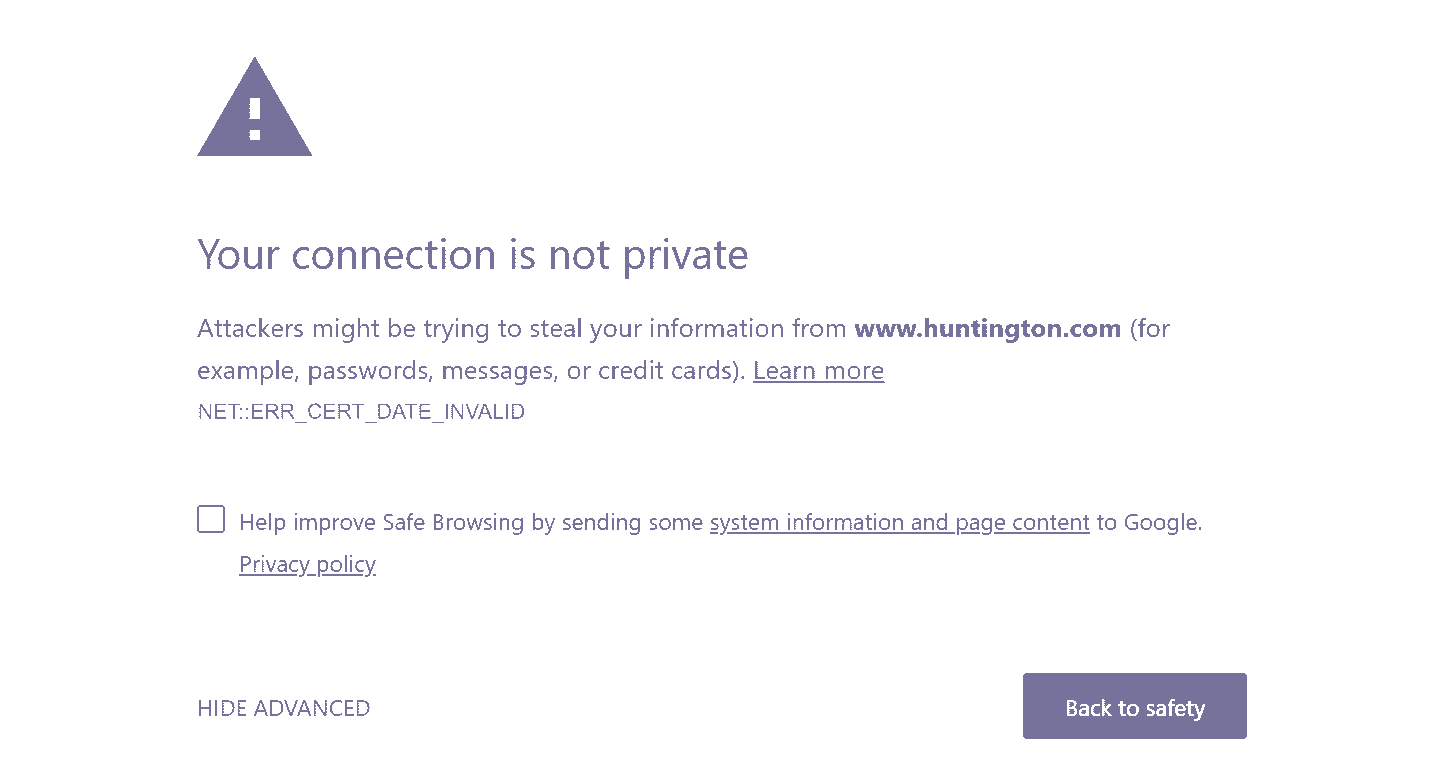 Your connection is not private
Attackers might be trying to steal your information from www.huntington.com (for
example, passwords, messages, or credit cards). Learn more
NET::ERR_CERT_DATE_INVALID
Help improve Safe Browsing by sending some system information and page content to Google.
Privacy policy
HIDE ADVANCED
Back to safety